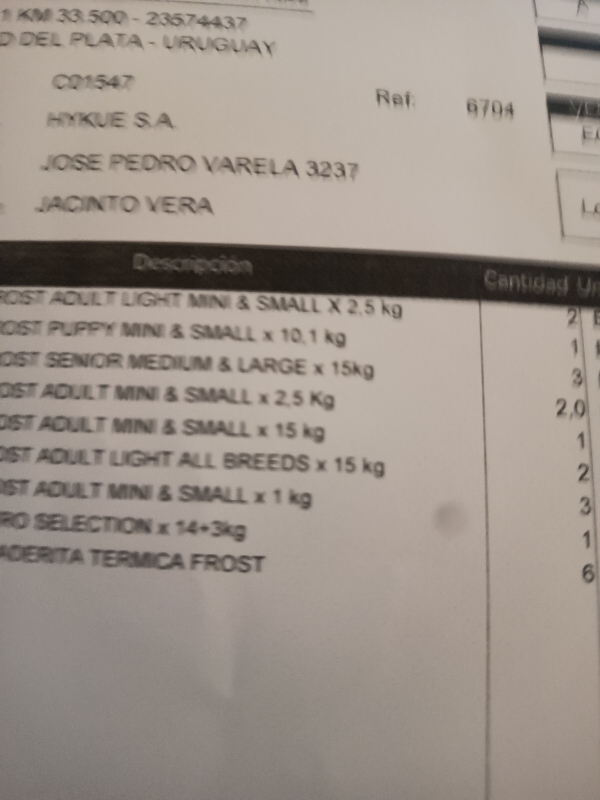 1 KM 33.500 - 23574437
D DEL PLATA - URUGUAY
C01547
Ref: 6704
HYKUE S.A.
JOSE PEDRO VARELA 3237
JACINTO VERA
Descripción Cantidad Un
ROST ADULT LIGHT MINI & SMALL X 2,5 kg 2
ROST PUPPY MINI & SMALL x 10,1 kg 1
OST SENIOR MEDIUM & LARGE x 15kg 3
OST ADULT MINI & SMALL x 2,5 Kg 2,0
OST ADULT MINI & SMALL x 15 kg 1
OST ADULT LIGHT ALL BREEDS x 15 kg 2
OST ADULT MINI & SMALL x 1 kg 3
RO SELECTION x 14+3kg 1
ADERITA TERMICA FROST 6